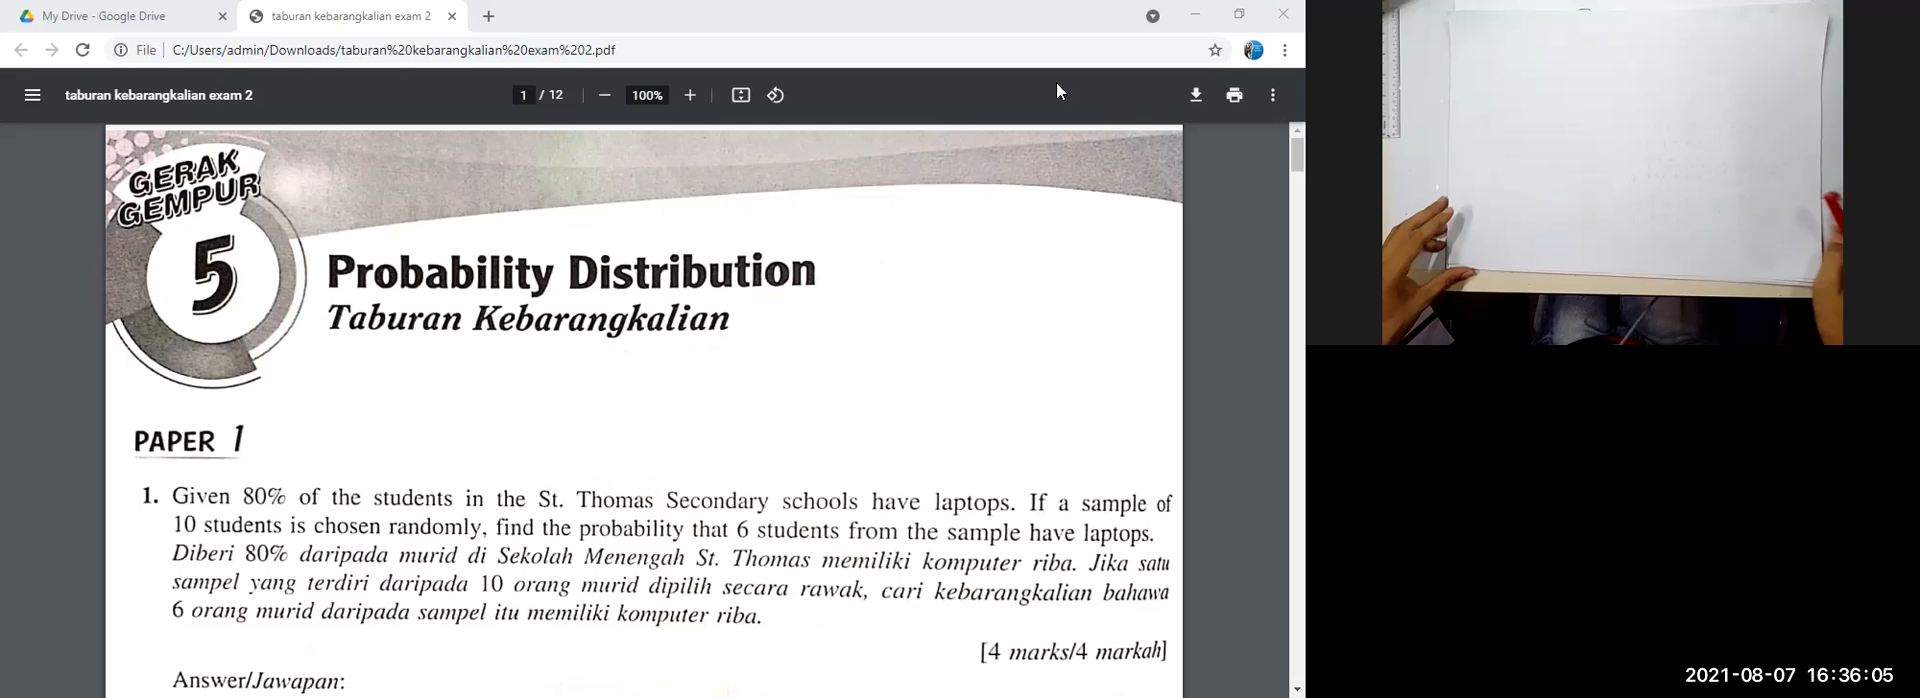 My Drive - Google Drive
taburan kebarangkalian exam 2
File
C:/Users/admin/Downloads/taburan%20kebarangkalian%20exam%202.pdf
taburan kebarangkalian exam 2
1 / 12
100%
GERAK
GEMPUR
5
Probability Distribution
Taburan Kebarangkalian
PAPER 1
1. Given 80% of the students in the St. Thomas Secondary schools have laptops. If a sample of
10 students is chosen randomly, find the probability that 6 students from the sample have laptops.
Diberi 80% daripada murid di Sekolah Menengah St. Thomas memiliki komputer riba. Jika satu
sampel yang terdiri daripada 10 orang murid dipilih secara rawak, cari kebarangkalian bahawa
6 orang murid daripada sampel itu memiliki komputer riba.
[4 marks/4 markah]
Answer/Jawapan:
2021-08-07 16:36:05